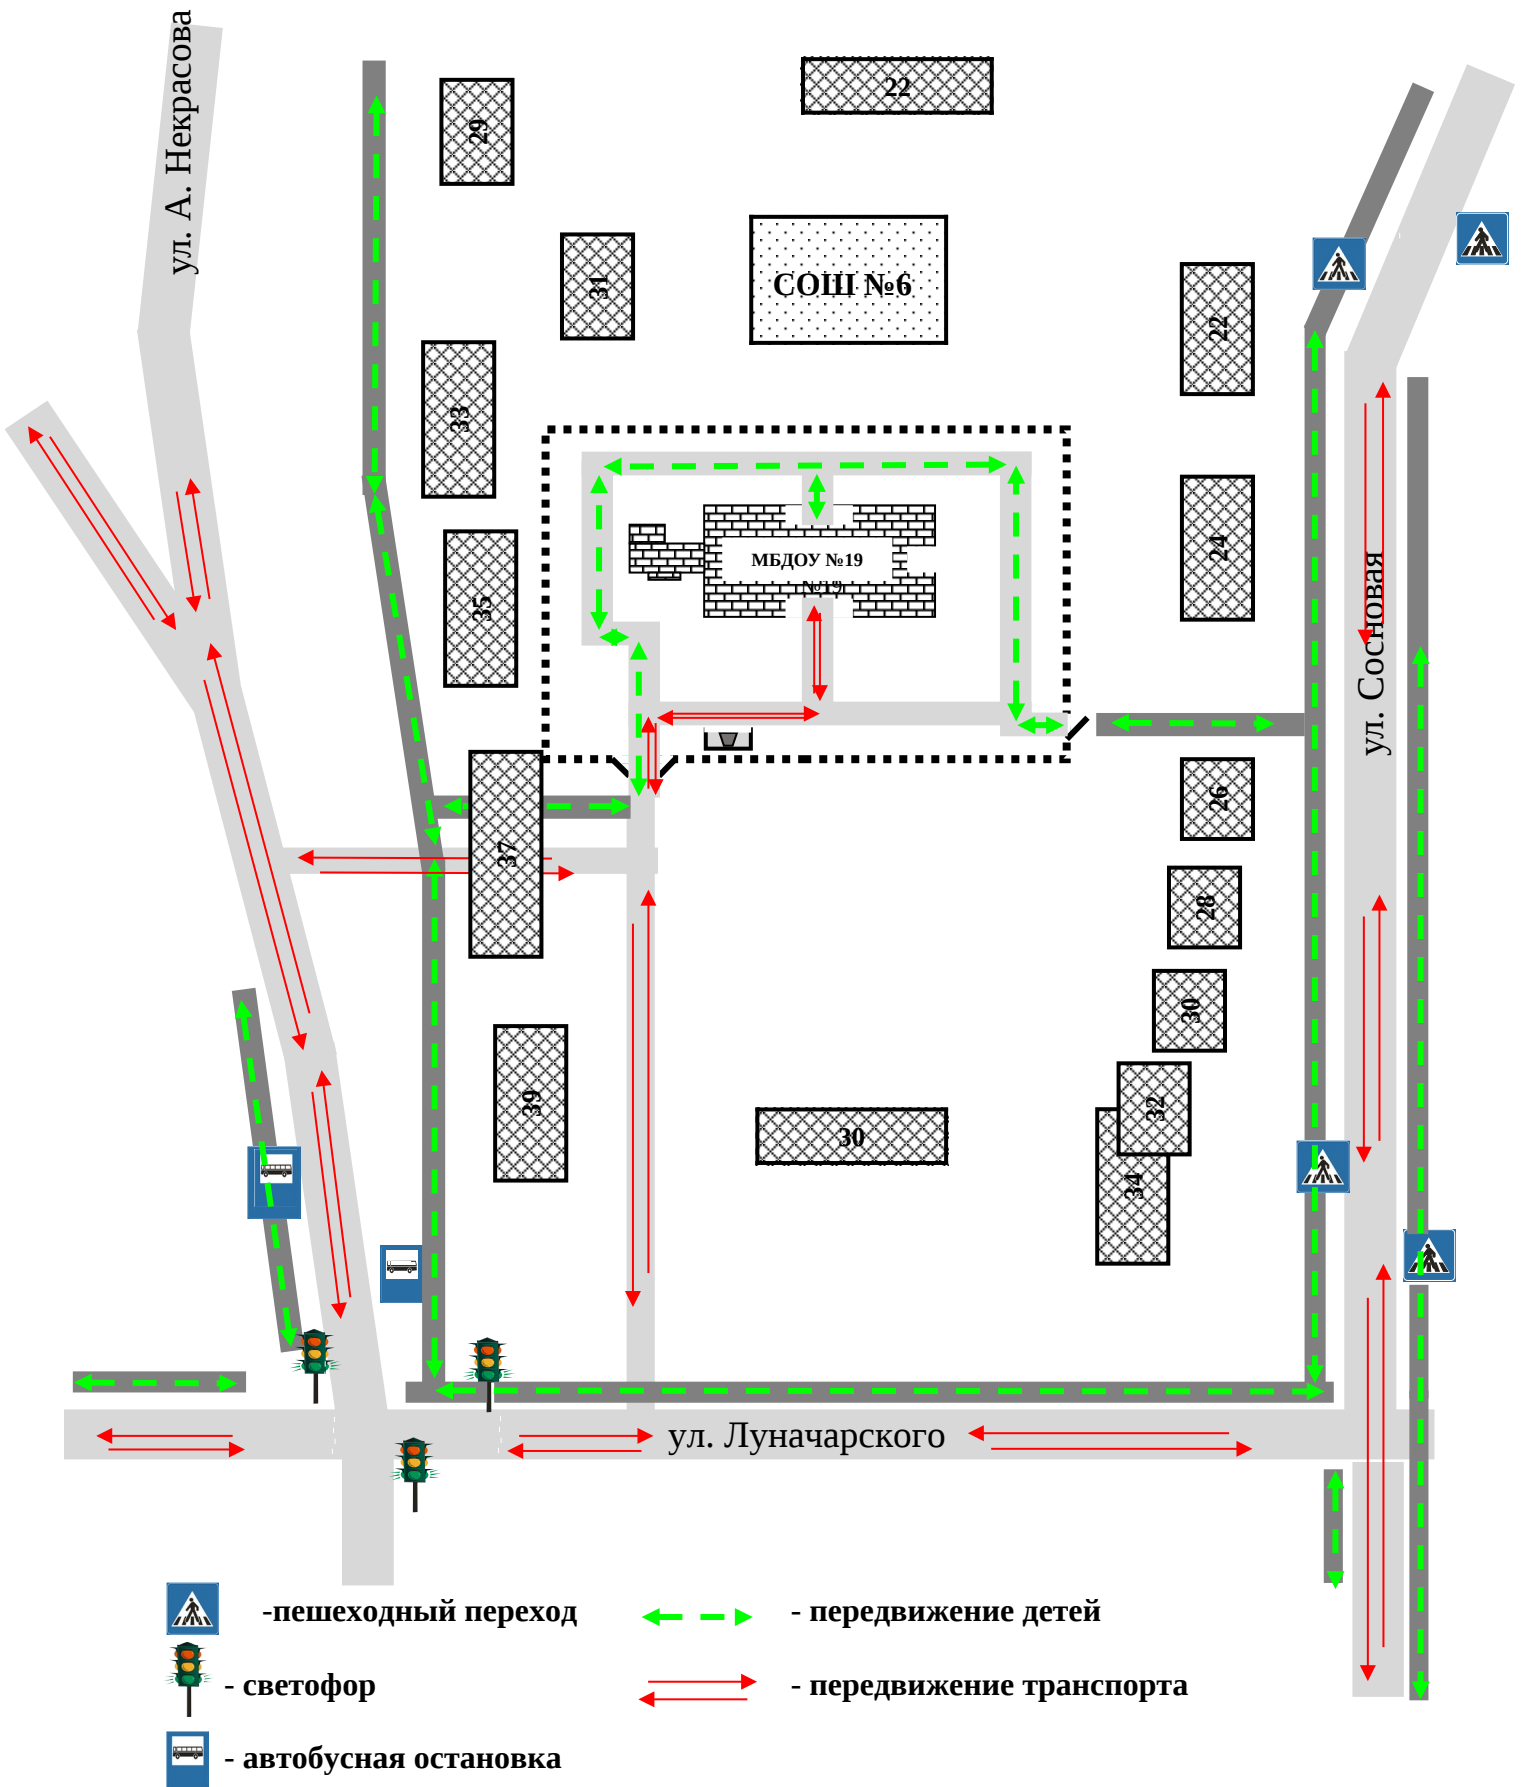 ул. А. Некрасова
29
22
31
СОШ №6
22
33
24
35
МБДОУ №19
№19
ул. Сосновая
26
37
28
30
39
32
30
34
ул. Луначарского
-пешеходный переход
- передвижение детей
- светофор
- передвижение транспорта
- автобусная остановка